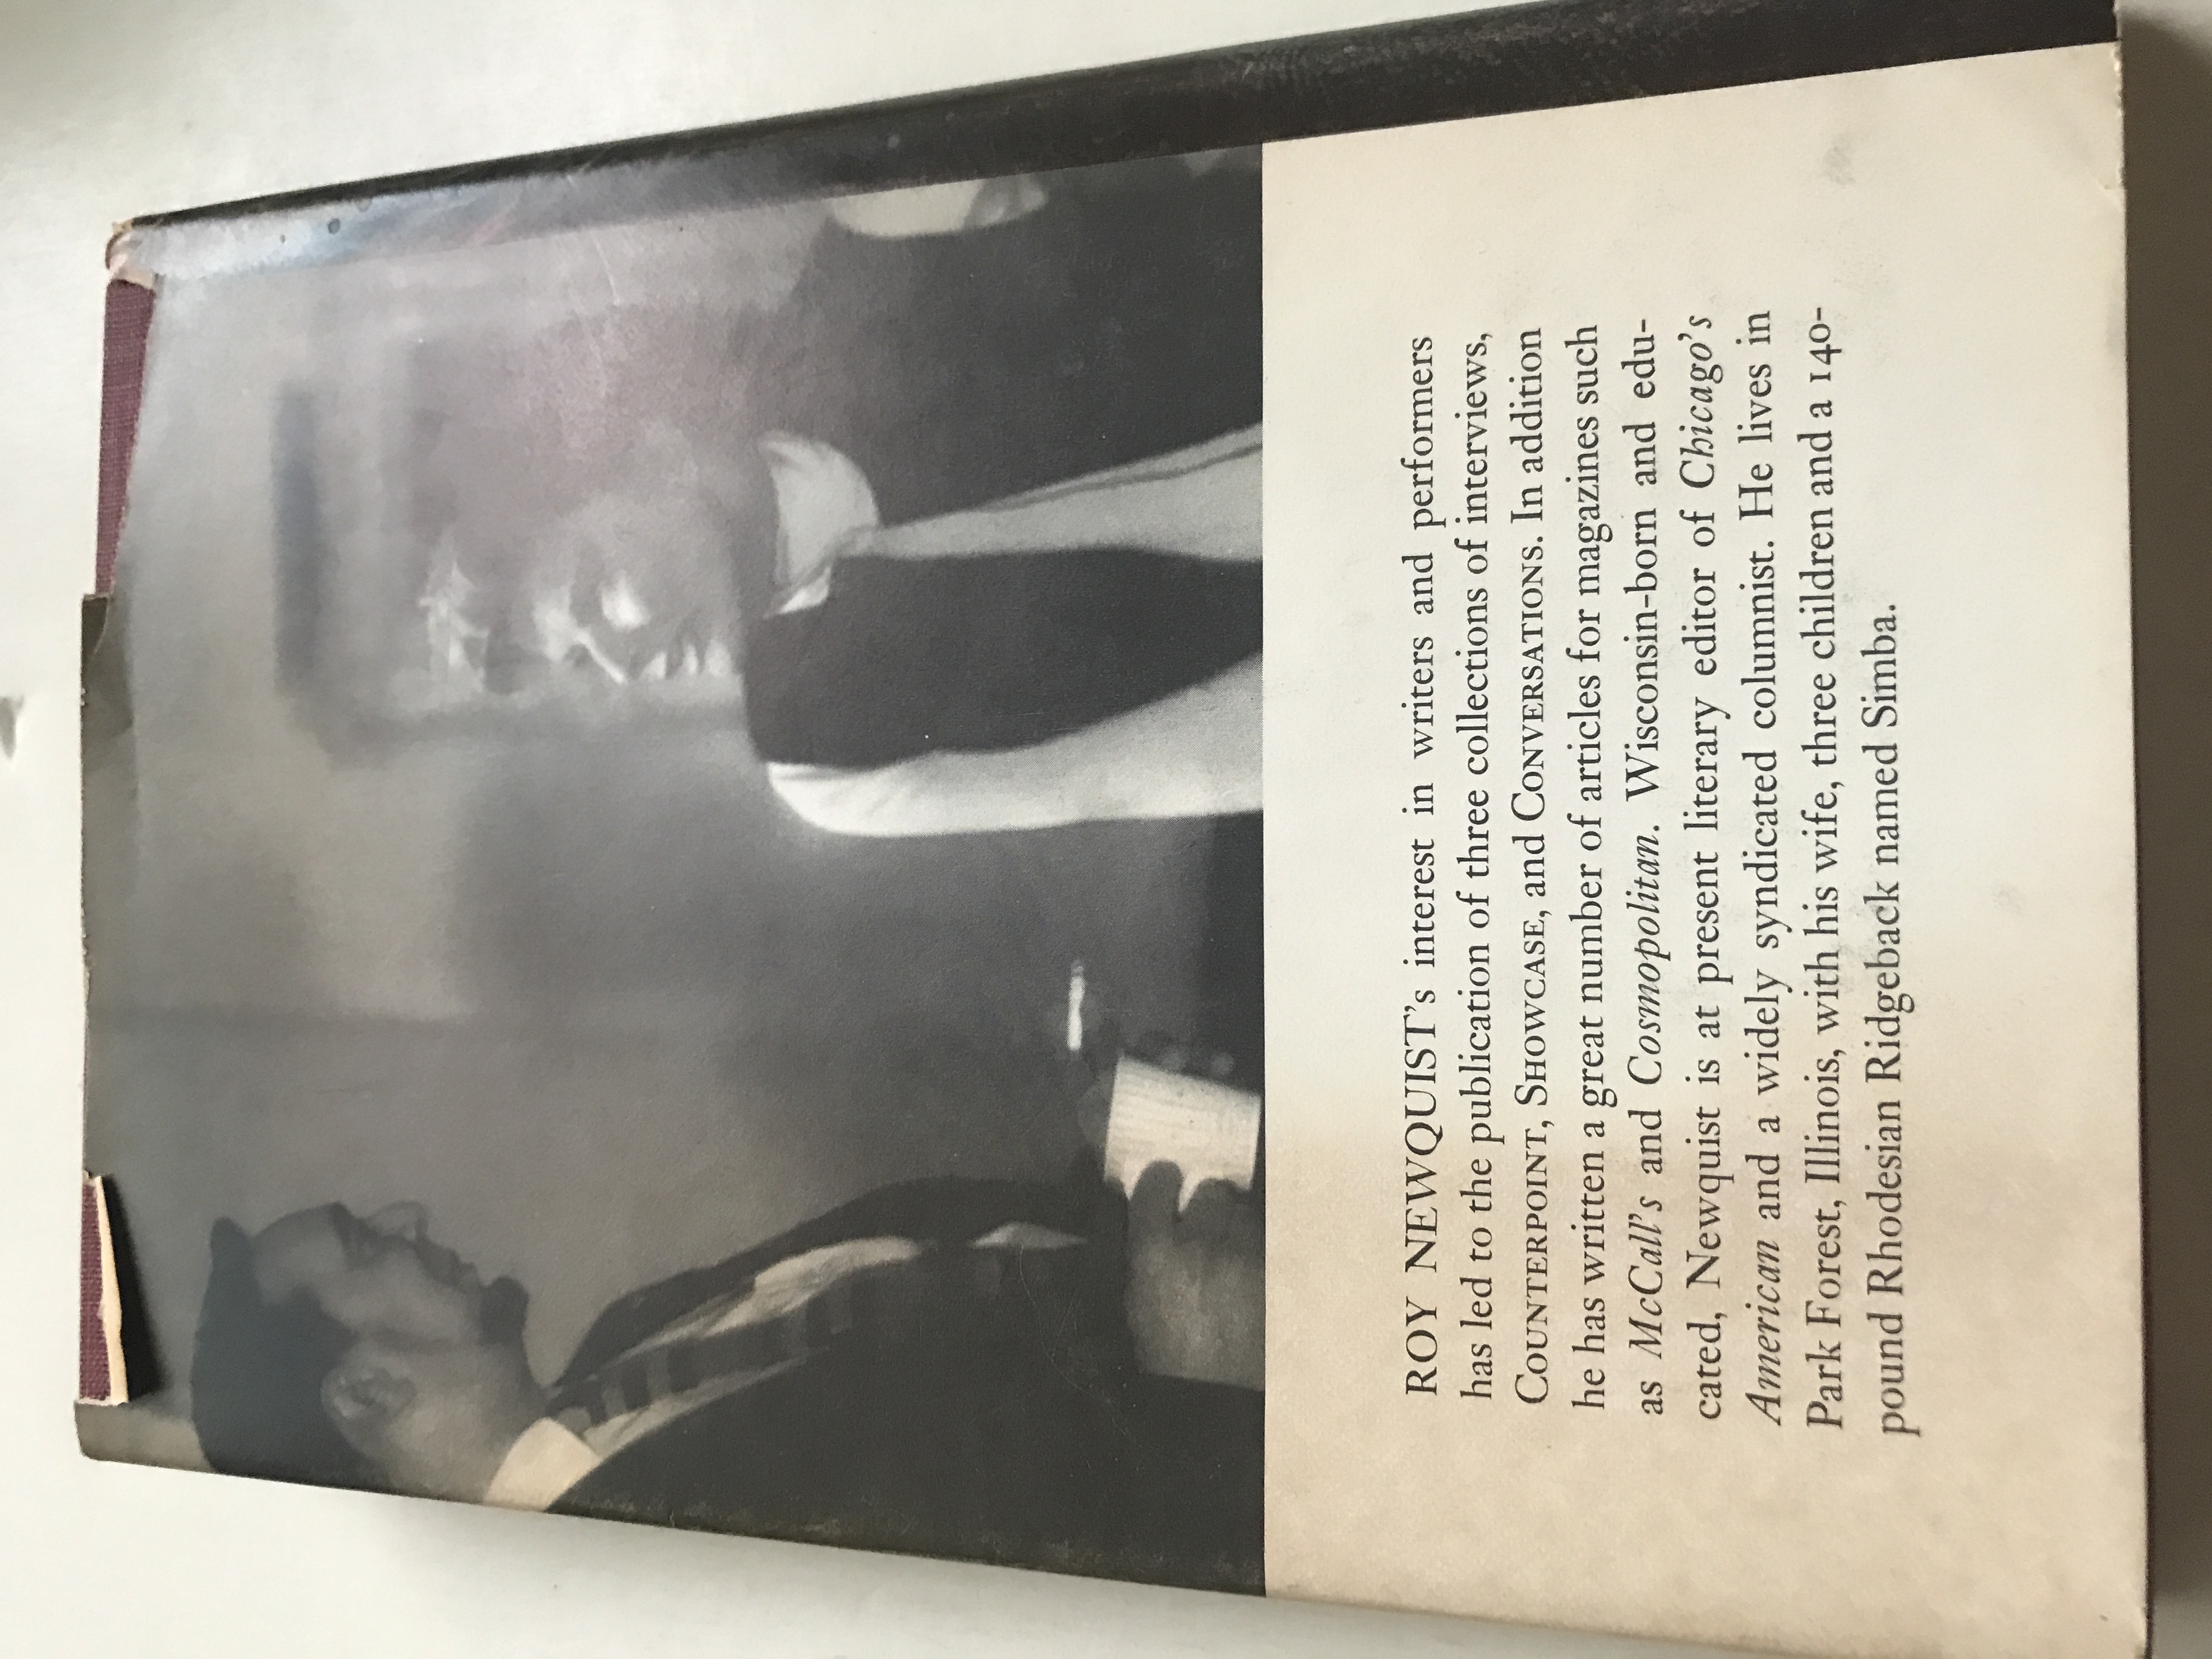 ROY NEWQUIST's interest in writers and performers
has led to the publication of three collections of interviews,
COUNTERPOINT, SHOWCASE, and CONVERSATIONS. In addition
he has written a great number of articles for magazines such
as McCall's and Cosmopolitan. Wisconsin-born and edu-
cated, Newquist is at present literary editor of Chicago's
American and a widely syndicated columnist. He lives in
Park Forest, Illinois, with his wife, three children and a 140-
pound Rhodesian Ridgeback named Simba.